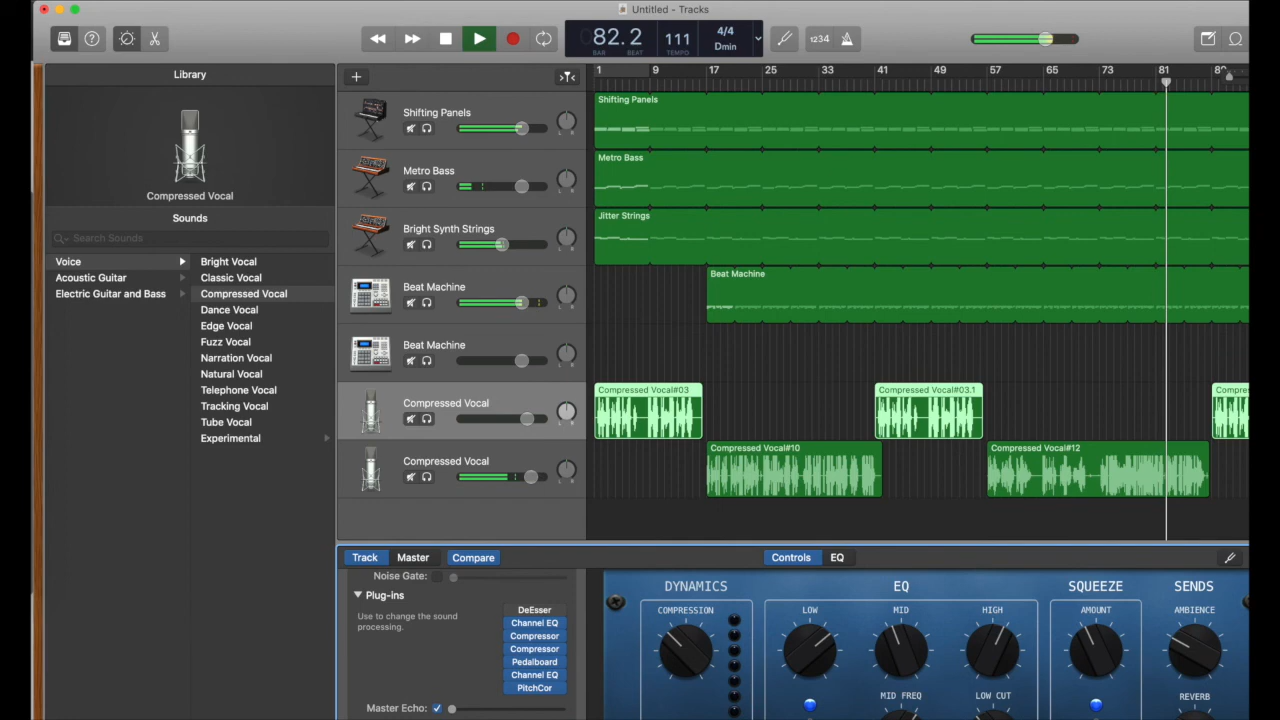 Untitled - Tracks
82.2
BAR BEAT
111
TEMPO
4/4
Dmin
1234
Library
Compressed Vocal
Sounds
Search Sounds
Voice
Acoustic Guitar
Electric Guitar and Bass
Bright Vocal
Classic Vocal
Compressed Vocal
Dance Vocal
Edge Vocal
Fuzz Vocal
Narration Vocal
Natural Vocal
Telephone Vocal
Tracking Vocal
Tube Vocal
Experimental
1 9 17 25 33 41 49 57 65 73 81
Shifting Panels
L R
Metro Bass
L R
Bright Synth Strings
L R
Beat Machine
L R
Beat Machine
L R
Compressed Vocal
L R
Compressed Vocal
L R
Shifting Panels
Metro Bass
Jitter Strings
Beat Machine
Compressed Vocal#03
Compressed Vocal#03.1
Compre
Compressed Vocal#10
Compressed Vocal#12
Track Master Compare
Controls EQ
Noise Gate:
Plug-ins
Use to change the sound
processing.
DeEsser
Channel EQ
Compressor
Compressor
Pedalboard
Channel EQ
PitchCor
Master Echo:
DYNAMICS
COMPRESSION
EQ
LOW MID HIGH
MID FREQ LOW CUT
SQUEEZE
AMOUNT
SENDS
AMBIENCE
REVERB